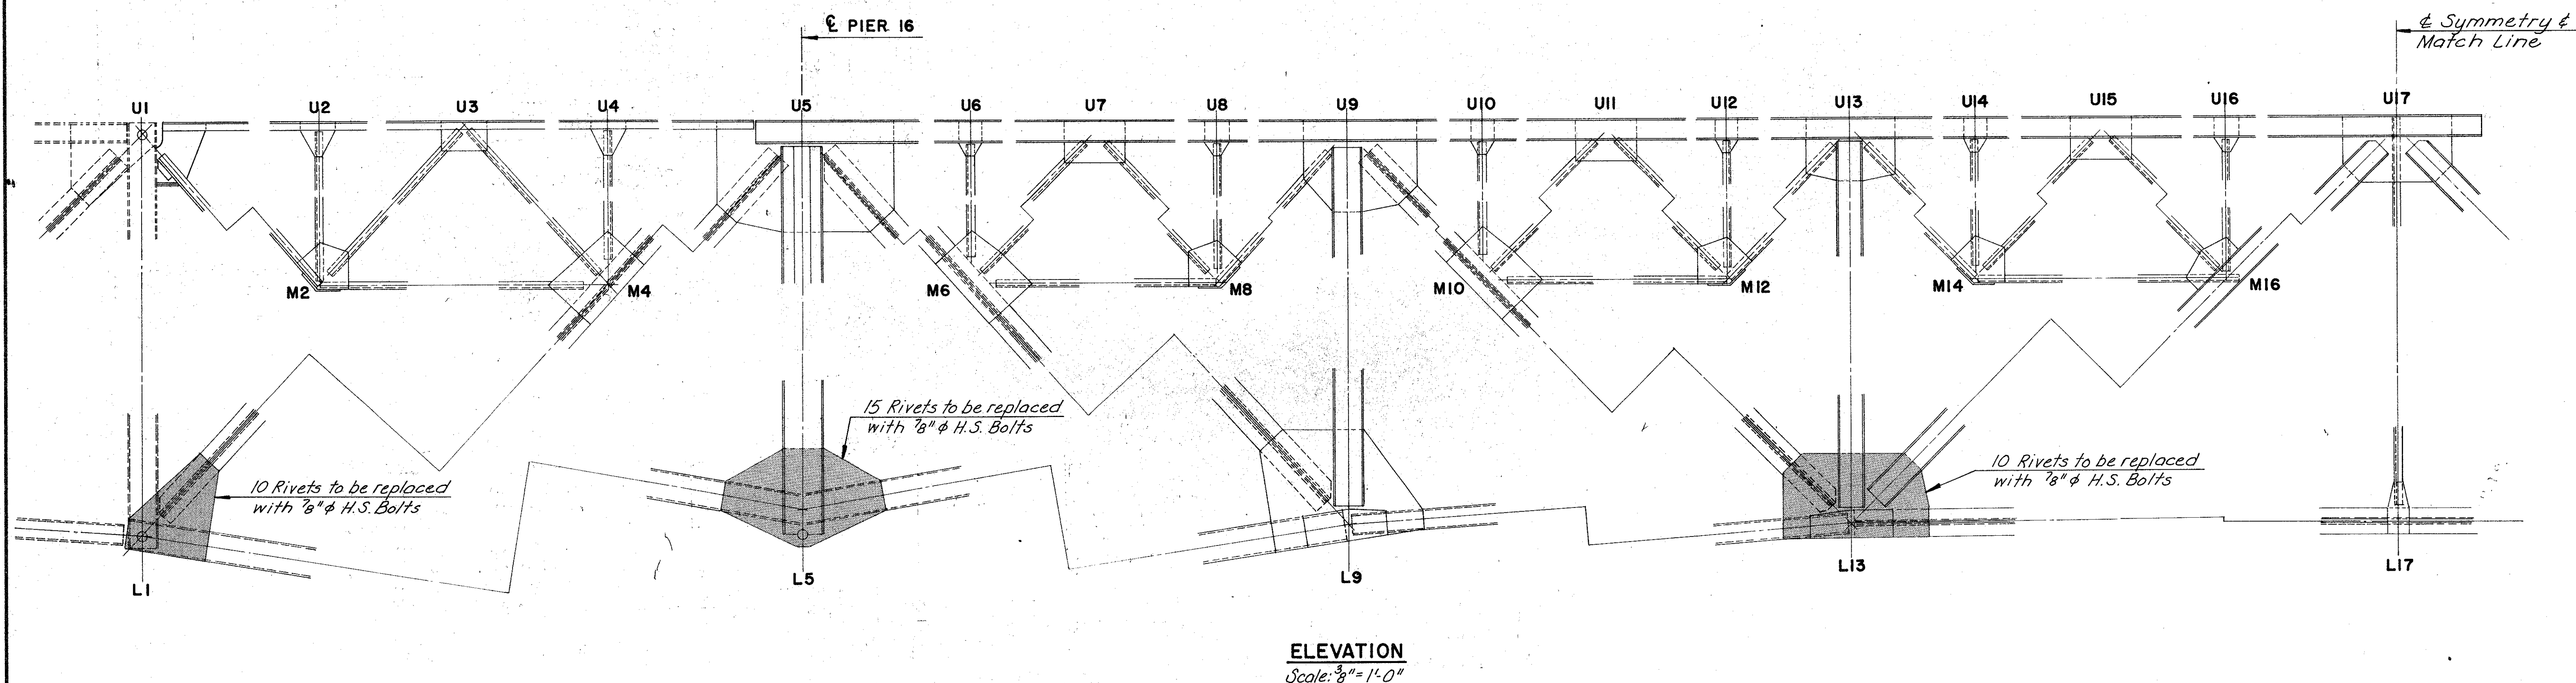 ℄ PIER 16
℄ Symmetry &
Match Line
U1 U2 U3 U4 U5 U6 U7 U8 U9 U10 U11 U12 U13 U14 U15 U16 U17
M2 M4 M6 M8 M10 M12 M14 M16
15 Rivets to be replaced
with 7/8" ϕ H.S. Bolts
10 Rivets to be replaced
with 7/8" ϕ H.S. Bolts
10 Rivets to be replaced
with 7/8" ϕ H.S. Bolts
L1 L5 L9 L13 L17
ELEVATION
Scale: 3/8" = 1'-0"